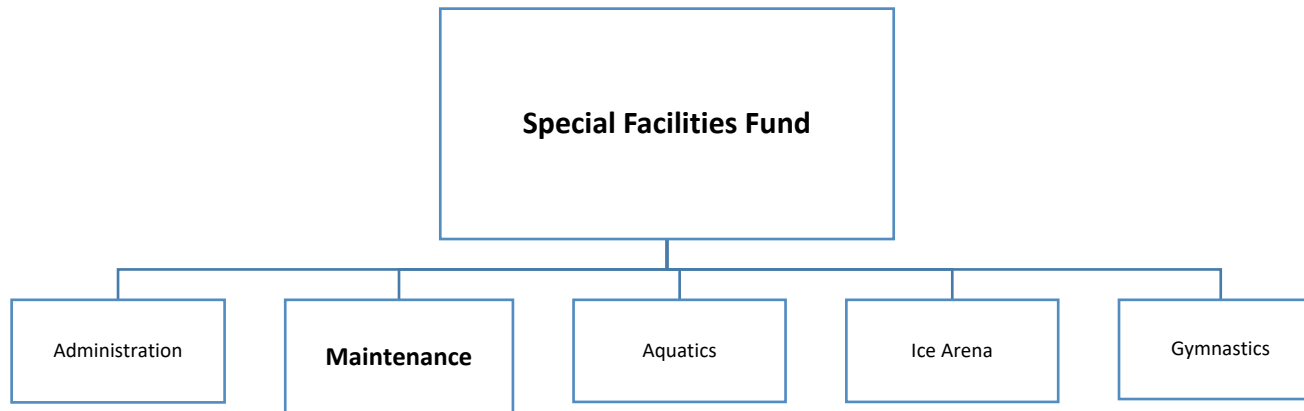 Special Facilities Fund
Administration
Maintenance
Aquatics
Ice Arena
Gymnastics